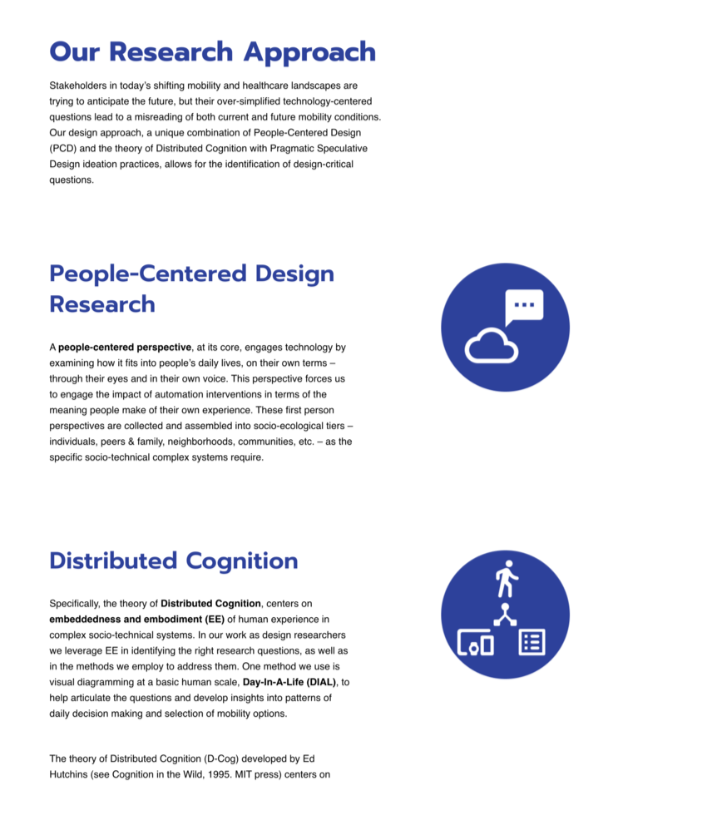 Our Research Approach
Stakeholders in today's shifting mobility and healthcare landscapes are
trying to anticipate the future, but their over-simplified technology-centered
questions lead to a misreading of both current and future mobility conditions.
Our design approach, a unique combination of People-Centered Design
(PCD) and the theory of Distributed Cognition with Pragmatic Speculative
Design ideation practices, allows for the identification of design-critical
questions.
People-Centered Design
Research
A people-centered perspective, at its core, engages technology by
examining how it fits into people's daily lives, on their own terms –
through their eyes and in their own voice. This perspective forces us
to engage the impact of automation interventions in terms of the
meaning people make of their own experience. These first person
perspectives are collected and assembled into socio-ecological tiers –
individuals, peers & family, neighborhoods, communities, etc. – as the
specific socio-technical complex systems require.
Distributed Cognition
Specifically, the theory of Distributed Cognition, centers on
embeddedness and embodiment (EE) of human experience in
complex socio-technical systems. In our work as design researchers
we leverage EE in identifying the right research questions, as well as
in the methods we employ to address them. One method we use is
visual diagramming at a basic human scale, Day-In-A-Life (DIAL), to
help articulate the questions and develop insights into patterns of
daily decision making and selection of mobility options.
The theory of Distributed Cognition (D-Cog) developed by Ed
Hutchins (see Cognition in the Wild, 1995. MIT press) centers on